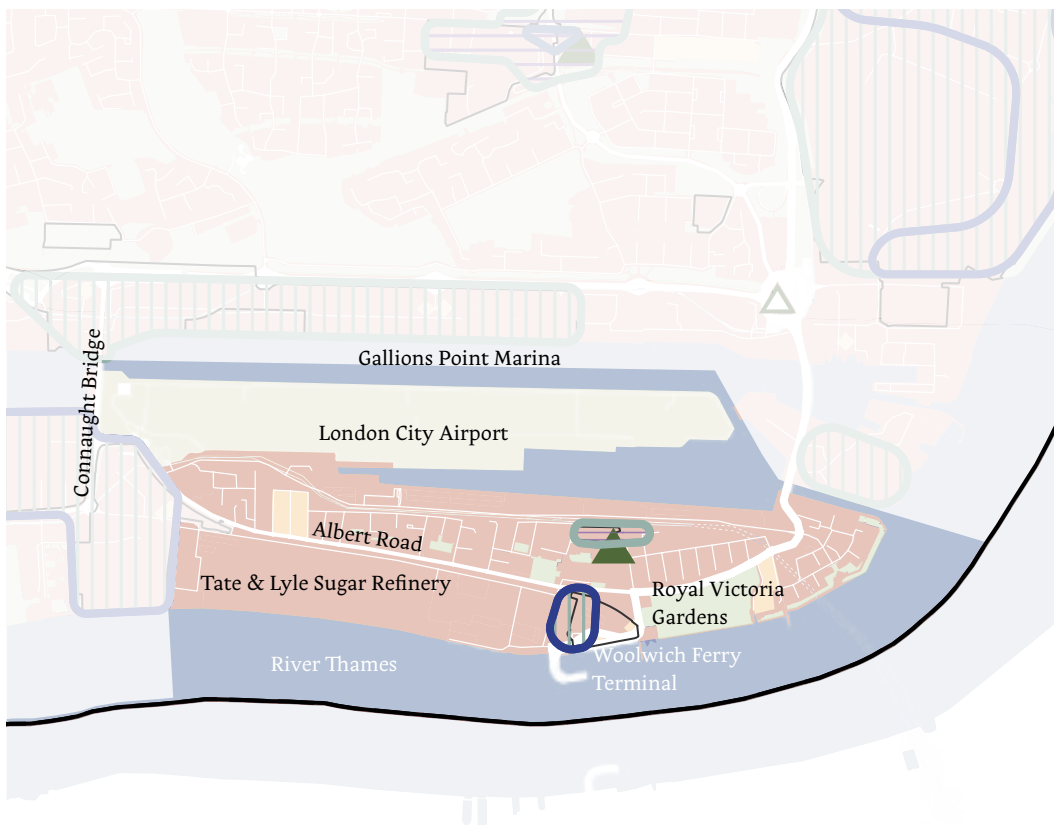 Gallions Point Marina
Connaught Bridge
London City Airport
Albert Road
Tate & Lyle Sugar Refinery
Royal Victoria
Gardens
River Thames
Woolwich Ferry
Terminal